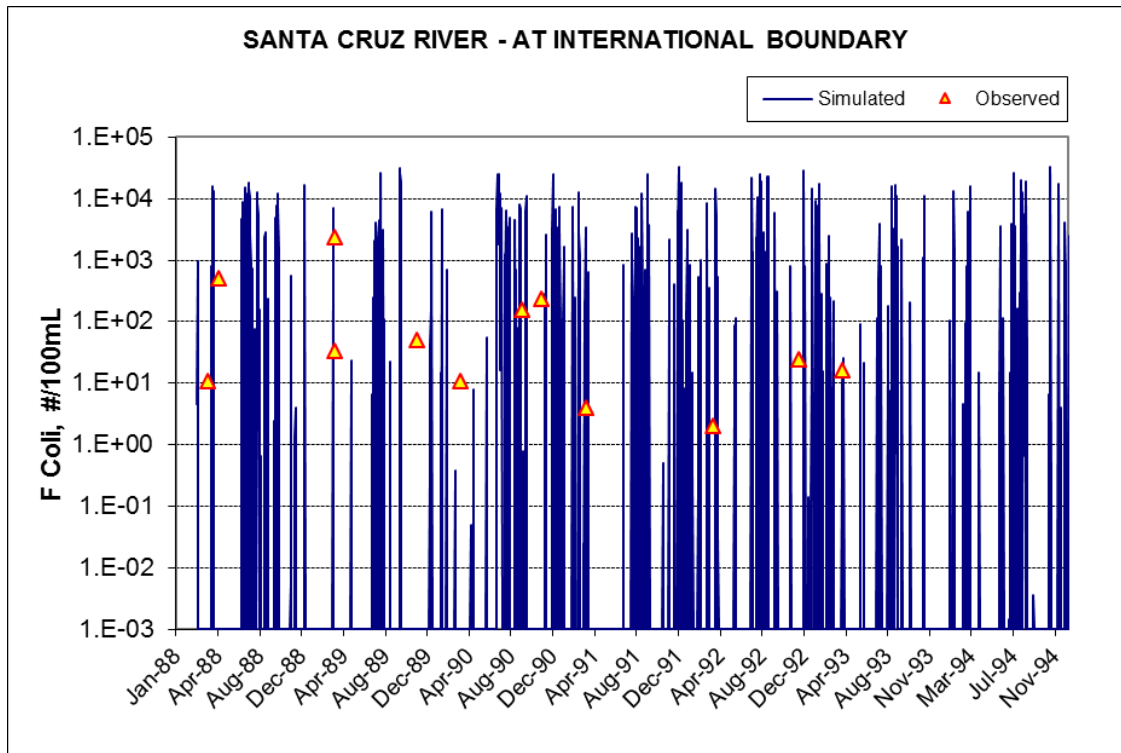 SANTA CRUZ RIVER - AT INTERNATIONAL BOUNDARY
Simulated
Observed
F Coli, #/100mL
1.E+05
1.E+04
1.E+03
1.E+02
1.E+01
1.E+00
1.E-01
1.E-02
1.E-03
Jan-88
Apr-88
Aug-88
Dec-88
Apr-89
Aug-89
Dec-89
Apr-90
Aug-90
Dec-90
Apr-91
Aug-91
Dec-91
Apr-92
Aug-92
Dec-92
Apr-93
Aug-93
Nov-93
Mar-94
Jul-94
Nov-94